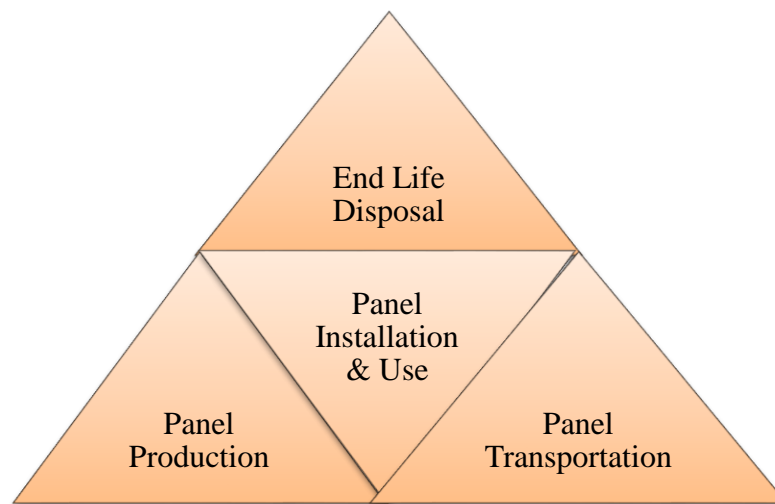 End Life
Disposal
Panel
Installation
& Use
Panel
Production
Panel
Transportation